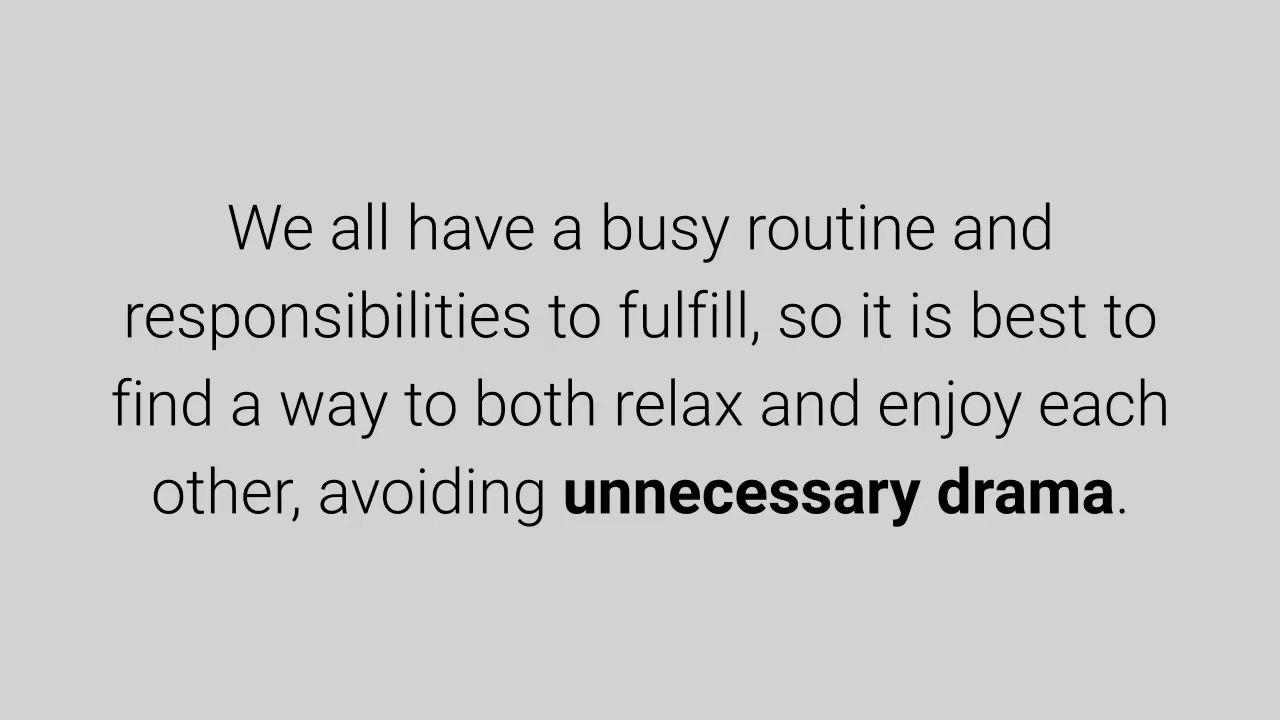 We all have a busy routine and
responsibilities to fulfill, so it is best to
find a way to both relax and enjoy each
other, avoiding unnecessary drama.